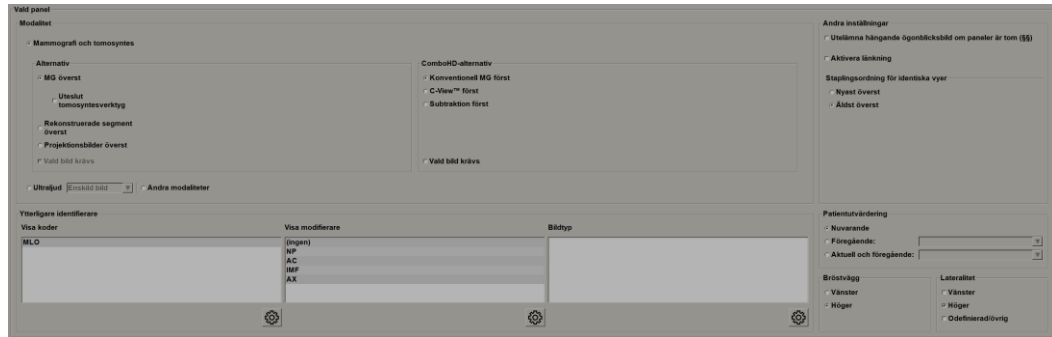 Vald panel
Modalitet
Mammografi och tomosyntes
Alternativ
MG överst
Uteslut
tomosyntesverktyg
Rekonstruerade segment
överst
Projektionsbilder överst
Vald bild krävs
ComboHD-alternativ
Konventionell MG först
C-View™ först
Subtraktion först
Vald bild krävs
Ultraljud Enskild bild Andra modaliteter
Andra inställningar
Utelämna hängande ögonblicksbild om paneler är tom (§§)
Aktivera länkning
Staplingsordning för identiska vyer
Nyast överst
Äldst överst
Ytterligare identifierare
Visa koder
MLO
Visa modifierare
(ingen)
NP
AC
IMF
AX
Bildtyp
Patientutvärdering
Nuvarande
Föregående:
Aktuell och föregående:
Bröstvägg
Vänster
Höger
Lateralitet
Vänster
Höger
Odefinierad/övrig